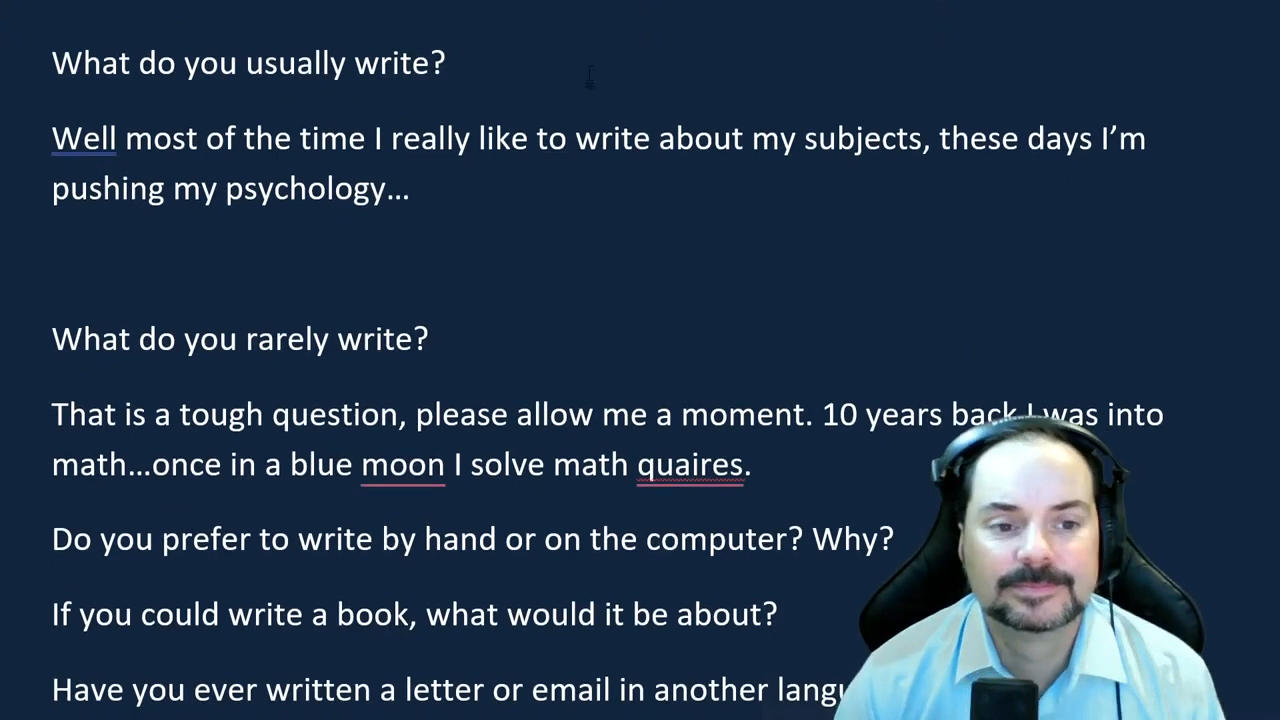 What do you usually write?
Well most of the time I really like to write about my subjects, these days I’m
pushing my psychology…
What do you rarely write?
That is a tough question, please allow me a moment. 10 years back I was into
math…once in a blue moon I solve math quaires.
Do you prefer to write by hand or on the computer? Why?
If you could write a book, what would it be about?
Have you ever written a letter or email in another